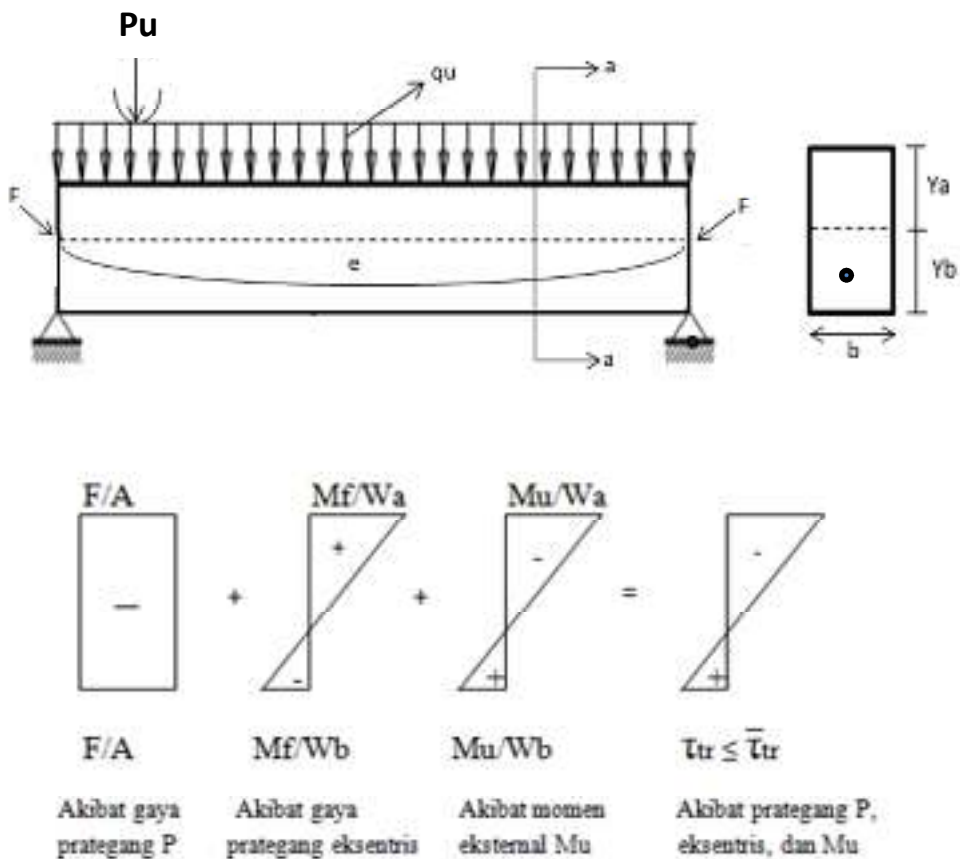 Pu
qu
a
F
F
e
a
Ya
Yb
b
F/A
Mf/Wa
Mu/Wa
—
+
+
+
-
=
-
-
+
+
F/A
Mf/Wb
Mu/Wb
τtr ≤ τ̅tr
Akibat gaya
prategang P
Akibat gaya
prategang eksentris
Akibat momen
eksternal Mu
Akibat prategang P,
eksentris, dan Mu